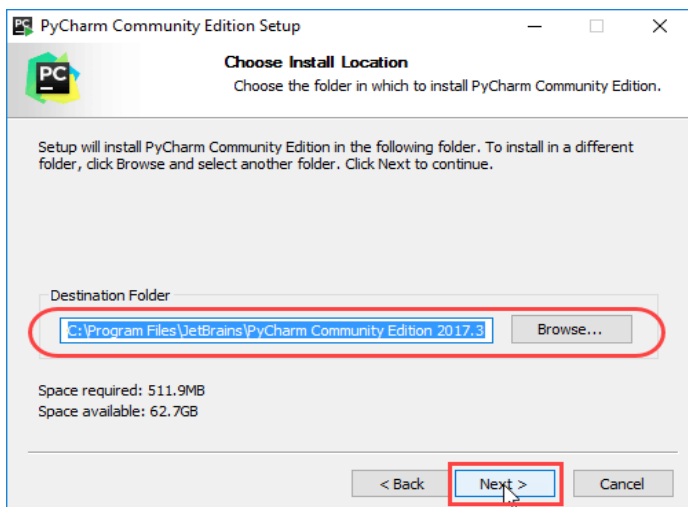 PC PyCharm Community Edition Setup
PC
Choose Install Location
Choose the folder in which to install PyCharm Community Edition.
Setup will install PyCharm Community Edition in the following folder. To install in a different
folder, click Browse and select another folder. Click Next to continue.
Destination Folder
C:\Program Files\JetBrains\PyCharm Community Edition 2017.3
Browse...
Space required: 511.9MB
Space available: 62.7GB
< Back
Next >
Cancel